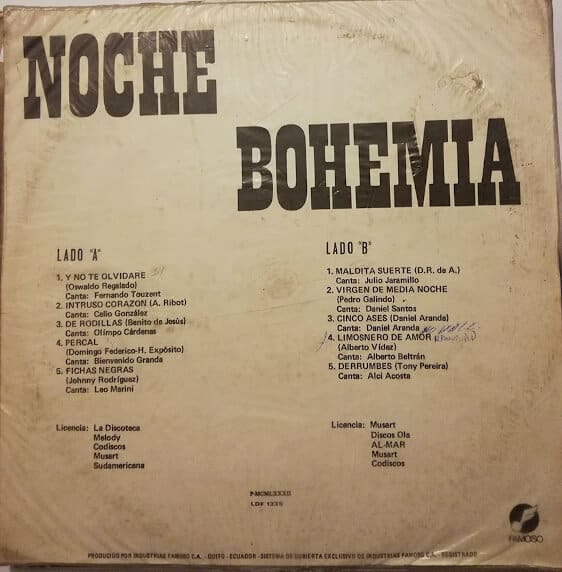 NOCHE
BOHEMIA
LADO "A"
1. Y NO TE OLVIDARE
(Oswaldo Regalado)
Canta: Fernando Touzent
2. INTRUSO CORAZON (A. Ribot)
Canta: Celio González
3. DE RODILLAS (Benito de Jesús)
Canta: Olimpo Cárdenas
4. PERCAL
(Domingo Federico-H. Expósito)
Canta: Bienvenido Granda
5. FICHAS NEGRAS
(Johnny Rodríguez)
Canta: Leo Marini
Licencia: La Discoteca
Melody
Codiscos
Musart
Sudamericana
LADO "B"
1. MALDITA SUERTE (D.R. de A.)
Canta: Julio Jaramillo
2. VIRGEN DE MEDIA NOCHE
(Pedro Galindo)
Canta: Daniel Santos
3. CINCO ASES (Daniel Aranda)
Canta: Daniel Aranda
4. LIMOSNERO DE AMOR
(Alberto Vídez)
Canta: Alberto Beltrán
5. DERRUMBES (Tony Pereira)
Canta: Alci Acosta
Licencia: Musart
Discos Ola
AL-MAR
Musart
Codiscos
P-MCMLXXXII
LDF 1335
FAMOSO
PRODUCIDO POR INDUSTRIAS FAMOSO C.A. - QUITO - ECUADOR - SISTEMA DE CUBIERTA EXCLUSIVO DE INDUSTRIAS FAMOSO C.A. - REGISTRADO